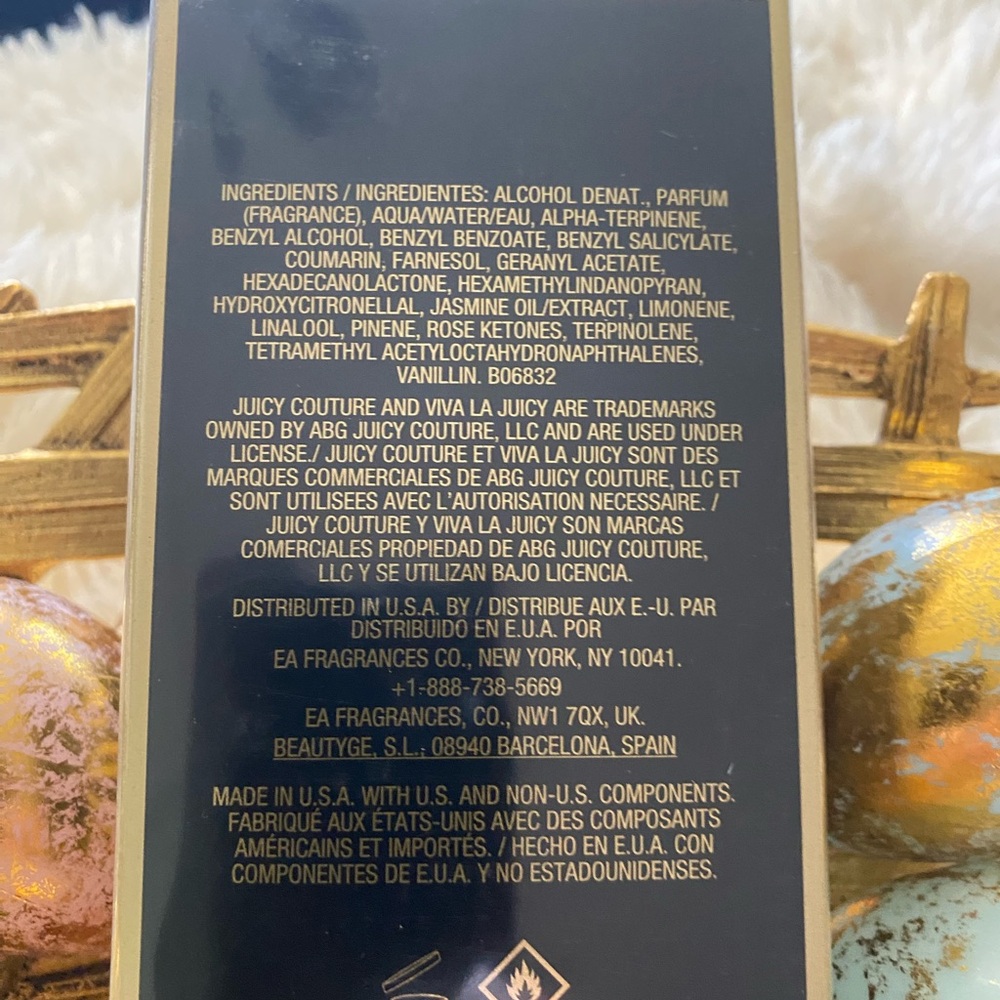 INGREDIENTS / INGREDIENTES: ALCOHOL DENAT., PARFUM
(FRAGRANCE), AQUA/WATER/EAU, ALPHA-TERPINENE,
BENZYL ALCOHOL, BENZYL BENZOATE, BENZYL SALICYLATE,
COUMARIN, FARNESOL, GERANYL ACETATE,
HEXADECANOLACTONE, HEXAMETHYLINDANOPYRAN,
HYDROXYCITRONELLAL, JASMINE OIL/EXTRACT, LIMONENE,
LINALOOL, PINENE, ROSE KETONES, TERPINOLENE,
TETRAMETHYL ACETYLOCTAHYDRONAPHTHALENES,
VANILLIN. B06832
JUICY COUTURE AND VIVA LA JUICY ARE TRADEMARKS
OWNED BY ABG JUICY COUTURE, LLC AND ARE USED UNDER
LICENSE./ JUICY COUTURE ET VIVA LA JUICY SONT DES
MARQUES COMMERCIALES DE ABG JUICY COUTURE, LLC ET
SONT UTILISEES AVEC L'AUTORISATION NECESSAIRE. /
JUICY COUTURE Y VIVA LA JUICY SON MARCAS
COMERCIALES PROPIEDAD DE ABG JUICY COUTURE,
LLC Y SE UTILIZAN BAJO LICENCIA.
DISTRIBUTED IN U.S.A. BY / DISTRIBUE AUX E.-U. PAR
DISTRIBUIDO EN E.U.A. POR
EA FRAGRANCES CO., NEW YORK, NY 10041.
+1-888-738-5669
EA FRAGRANCES, CO., NW1 7QX, UK.
BEAUTYGE, S.L., 08940 BARCELONA, SPAIN
MADE IN U.S.A. WITH U.S. AND NON-U.S. COMPONENTS.
FABRIQUÉ AUX ÉTATS-UNIS AVEC DES COMPOSANTS
AMÉRICAINS ET IMPORTÉS. / HECHO EN E.U.A. CON
COMPONENTES DE E.U.A. Y NO ESTADOUNIDENSES.